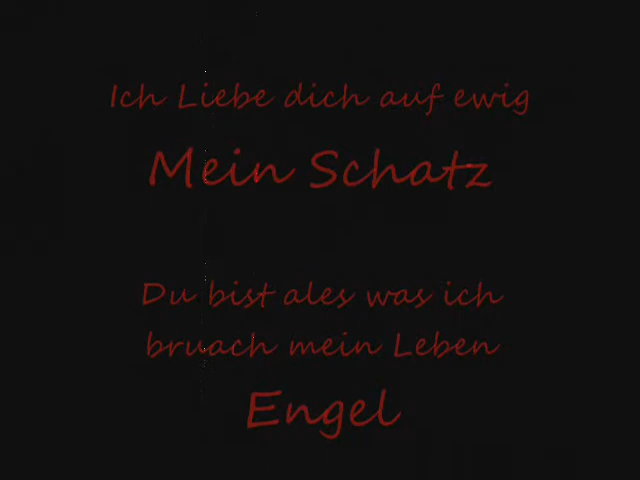 Ich Liebe dich auf ewig
Mein Schatz
Du bist ales was ich
bruach mein Leben
Engel